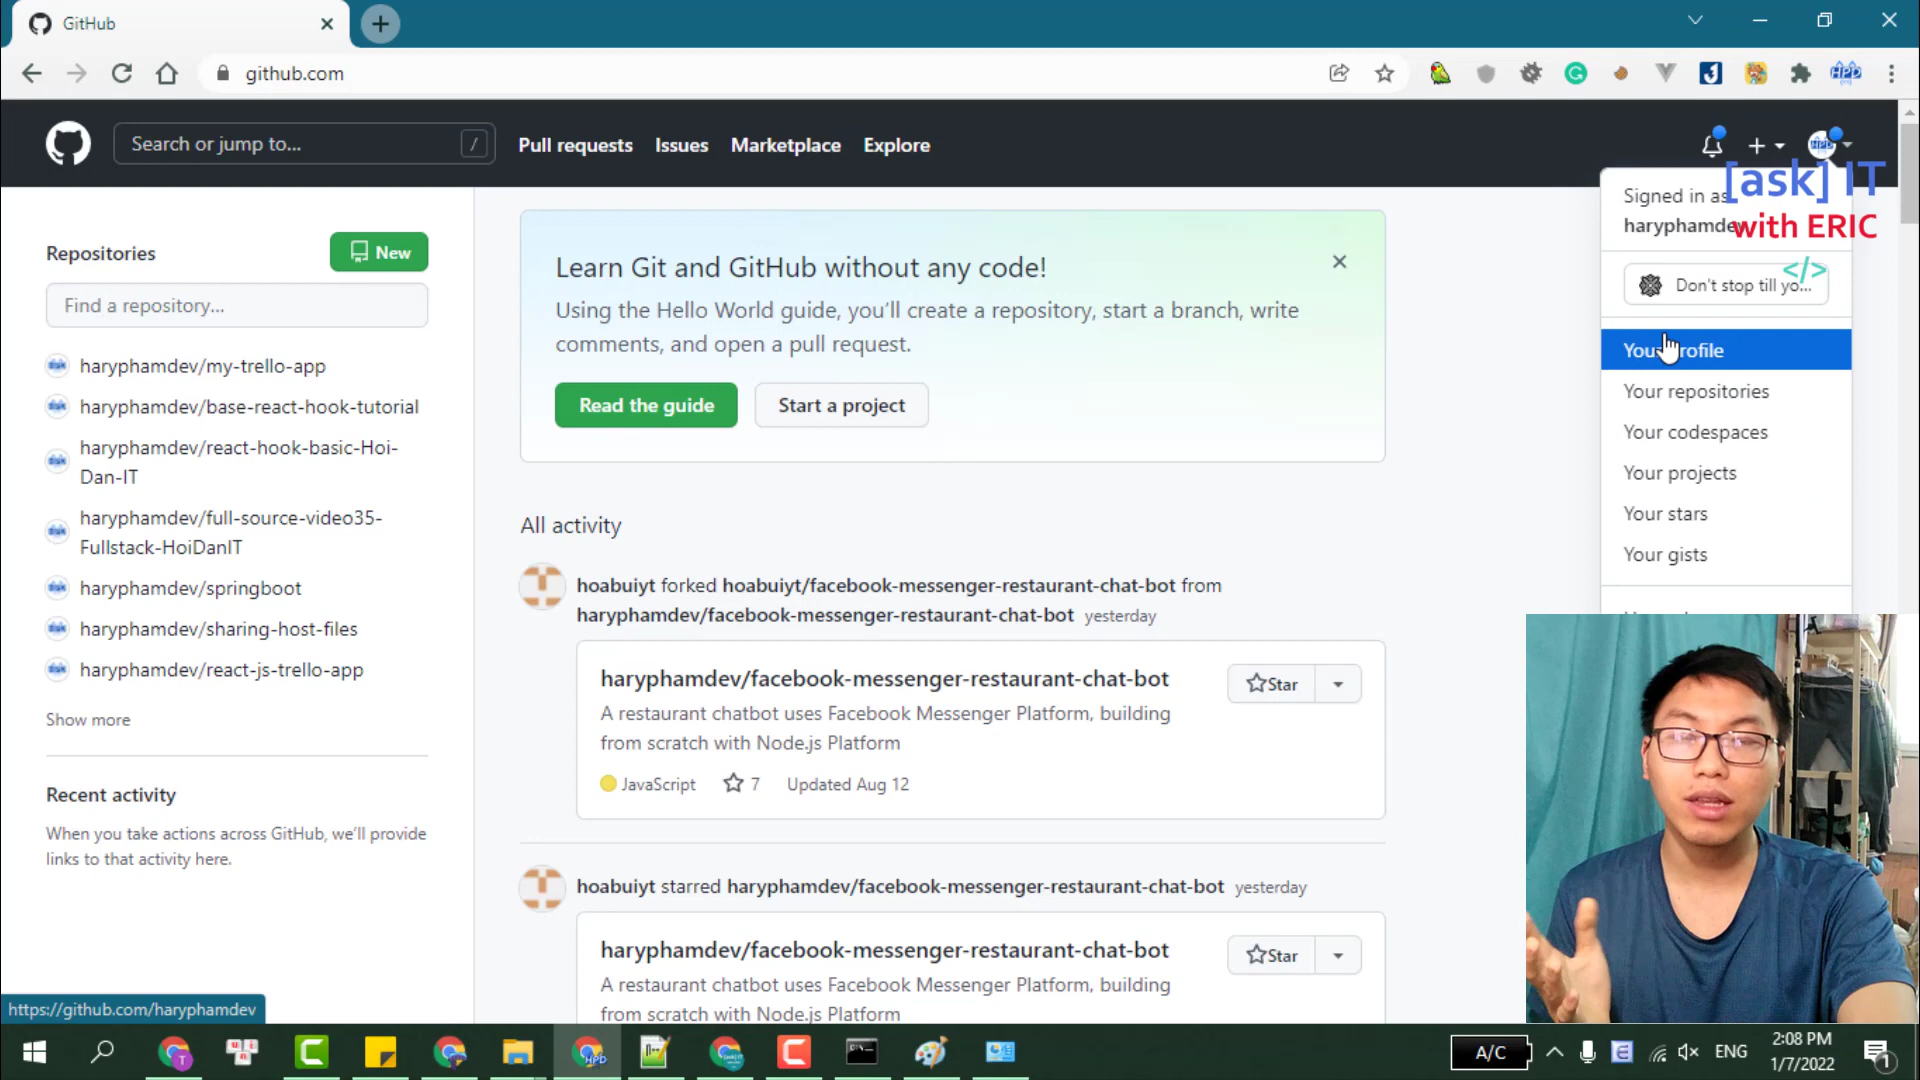 GitHub
github.com
Search or jump to...
/
Pull requests
Issues
Marketplace
Explore
[ask] IT
with ERIC
</>
Signed in as
haryphamdev
Don't stop till yo...
Your profile
Your repositories
Your codespaces
Your projects
Your stars
Your gists
Repositories
New
Find a repository...
haryphamdev/my-trello-app
haryphamdev/base-react-hook-tutorial
haryphamdev/react-hook-basic-Hoi-
Dan-IT
haryphamdev/full-source-video35-
Fullstack-HoiDanIT
haryphamdev/springboot
haryphamdev/sharing-host-files
haryphamdev/react-js-trello-app
Show more
Recent activity
When you take actions across GitHub, we'll provide
links to that activity here.
Learn Git and GitHub without any code!
Using the Hello World guide, you'll create a repository, start a branch, write
comments, and open a pull request.
Read the guide
Start a project
All activity
hoabuiyt forked hoabuiyt/facebook-messenger-restaurant-chat-bot from
haryphamdev/facebook-messenger-restaurant-chat-bot yesterday
haryphamdev/facebook-messenger-restaurant-chat-bot
Star
A restaurant chatbot uses Facebook Messenger Platform, building
from scratch with Node.js Platform
JavaScript 7 Updated Aug 12
hoabuiyt starred haryphamdev/facebook-messenger-restaurant-chat-bot yesterday
haryphamdev/facebook-messenger-restaurant-chat-bot
Star
A restaurant chatbot uses Facebook Messenger Platform, building
from scratch with Node.js Platform
https://github.com/haryphamdev
A/C
ENG
2:08 PM
1/7/2022
1